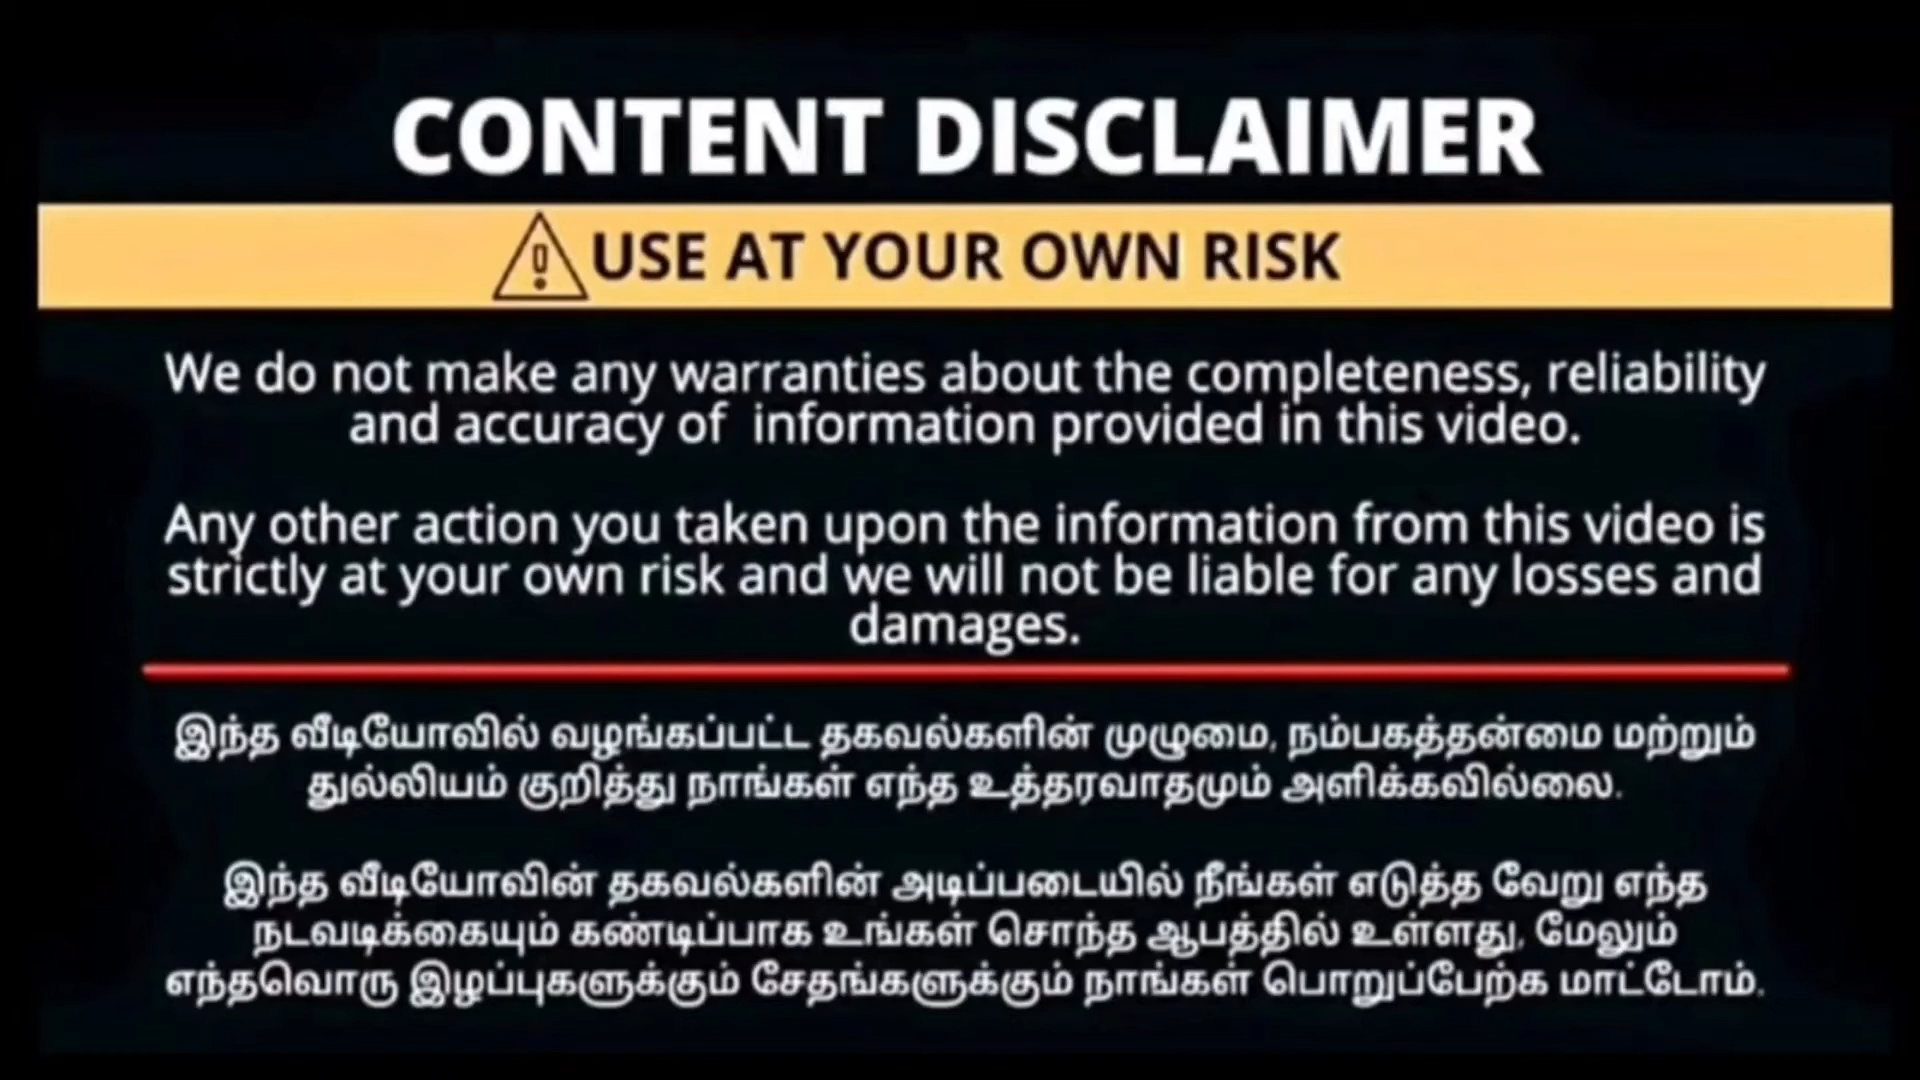 CONTENT DISCLAIMER
USE AT YOUR OWN RISK
We do not make any warranties about the completeness, reliability
and accuracy of information provided in this video.
Any other action you taken upon the information from this video is
strictly at your own risk and we will not be liable for any losses and
damages.
இந்த வீடியோவில் வழங்கப்பட்ட தகவல்களின் முழுமை, நம்பகத்தன்மை மற்றும்
துல்லியம் குறித்து நாங்கள் எந்த உத்தரவாதமும் அளிக்கவில்லை.
இந்த வீடியோவின் தகவல்களின் அடிப்படையில் நீங்கள் எடுத்த வேறு எந்த
நடவடிக்கையும் கண்டிப்பாக உங்கள் சொந்த ஆபத்தில் உள்ளது, மேலும்
எந்தவொரு இழப்புகளுக்கும் சேதங்களுக்கும் நாங்கள் பொறுப்பேற்க மாட்டோம்.